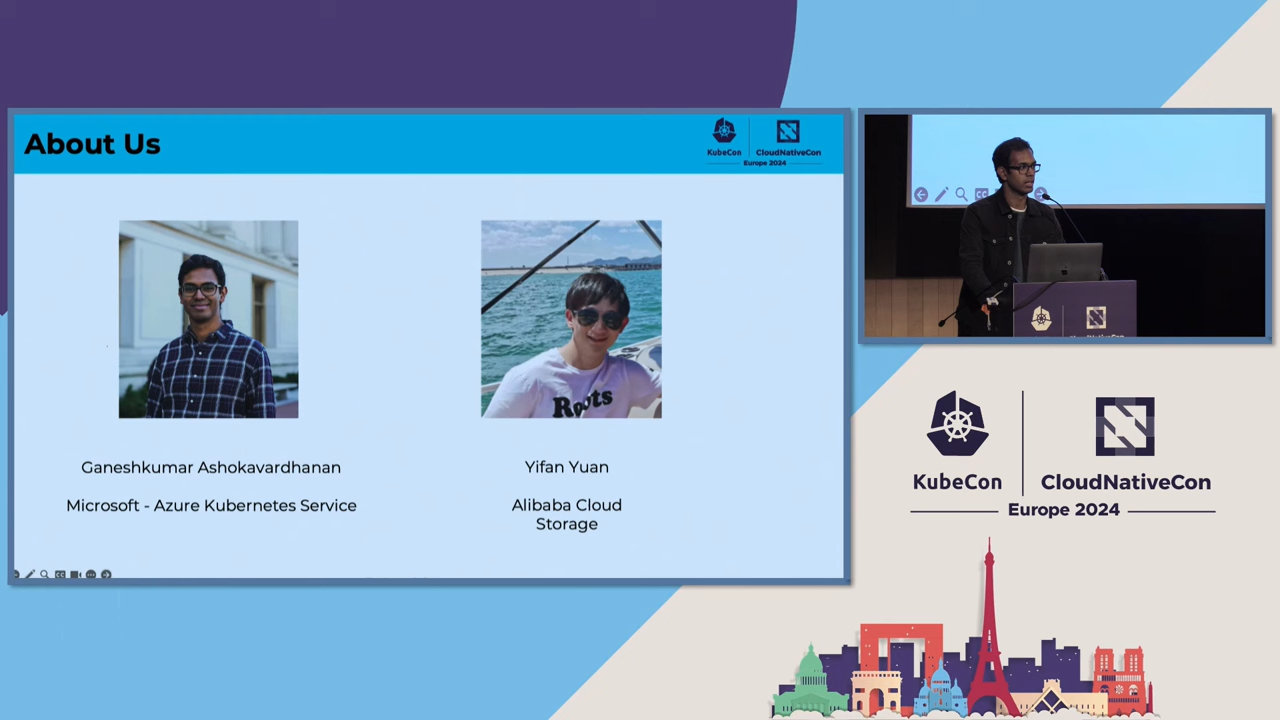 About Us
KubeCon
CloudNativeCon
Europe 2024
Roots
Ganeshkumar Ashokavardhanan
Microsoft - Azure Kubernetes Service
Yifan Yuan
Alibaba Cloud
Storage
CC
KubeCon
CloudNativeCon
Europe 2024